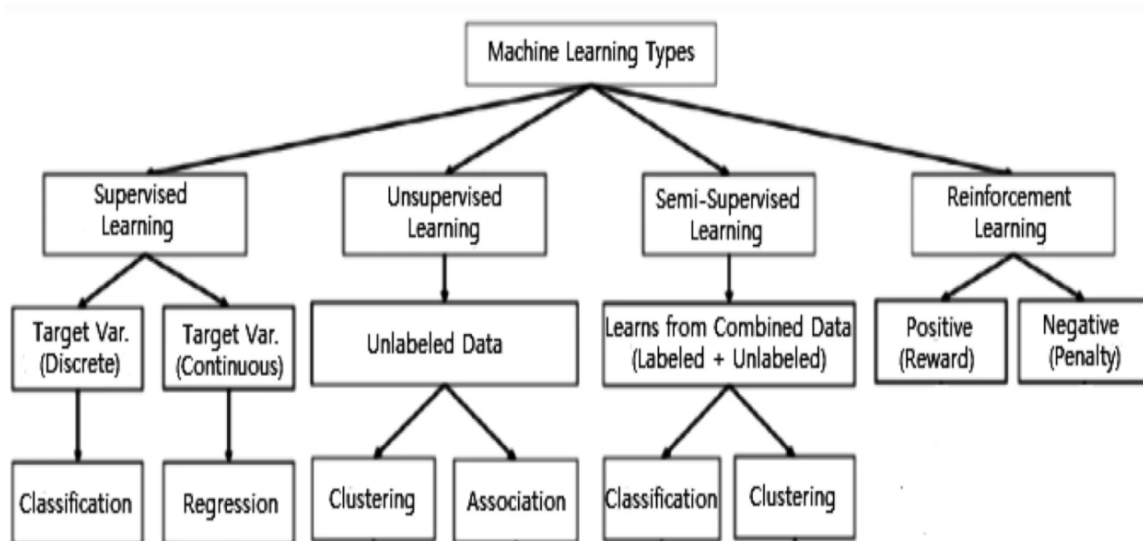 Machine Learning Types
Supervised
Learning
Unsupervised
Learning
Semi-Supervised
Learning
Reinforcement
Learning
Target Var.
(Discrete)
Target Var.
(Continuous)
Unlabeled Data
Learns from Combined Data
(Labeled + Unlabeled)
Positive
(Reward)
Negative
(Penalty)
Classification
Regression
Clustering
Association
Classification
Clustering